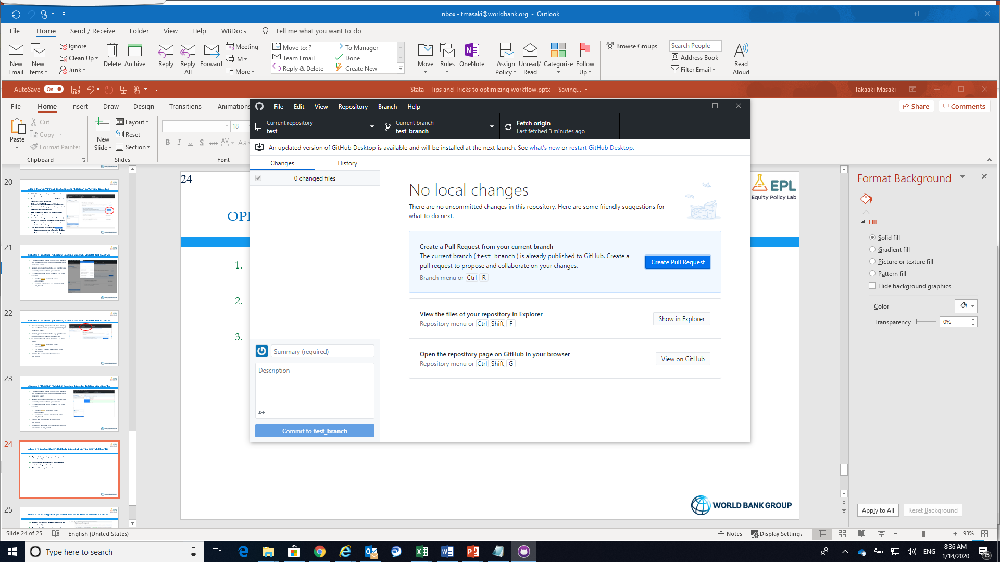 Inbox - tmasaki@worldbank.org - Outlook
File Home Send / Receive Folder View Help WBDocs Tell me what you want to do
New Email
New Items
Ignore
Clean Up
Junk
Delete
Archive
Reply
Reply All
Forward
Meeting
IM
More
Move to: ?
Team Email
Reply & Delete
To Manager
Done
Create New
Move
Rules
OneNote
Assign Policy
Unread/ Read
Categorize
Follow Up
Browse Groups
Search People
Address Book
Filter Email
Read Aloud
AutoSave On
Stata – Tips and Tricks to optimizing workflow.pptx - Saving...
Takaaki Masaki
File Home Insert Draw Design Transitions Animations
Share
Comments
Paste
Cut
Copy
Format Painter
Clipboard
New Slide
Layout
Reset
Section
Slides
18
B I U S ab AV Aa
Font
File Edit View Repository Branch Help
Current repository
test
Current branch
test_branch
Fetch origin
Last fetched 3 minutes ago
An updated version of GitHub Desktop is available and will be installed at the next launch. See what's new or restart GitHub Desktop.
Changes
History
0 changed files
No local changes
There are no uncommitted changes in this repository. Here are some friendly suggestions for
what to do next.
Create a Pull Request from your current branch
The current branch (test_branch) is already published to GitHub. Create a
pull request to propose and collaborate on your changes.
Branch menu or Ctrl R
Create Pull Request
View the files of your repository in Explorer
Repository menu or Ctrl Shift F
Show in Explorer
Open the repository page on GitHub in your browser
Repository menu or Ctrl Shift G
View on GitHub
Summary (required)
Description
Commit to test_branch
20
21
22
23
24
25
24
OPE
1.
2.
3.
EPL
Equity Policy Lab
WORLD BANK GROUP
Format Background
Fill
Solid fill
Gradient fill
Picture or texture fill
Pattern fill
Hide background graphics
Color
Transparency 0%
Apply to All
Reset Background
Slide 24 of 25
English (United States)
Notes
Display Settings
93%
Type here to search
ENG
8:36 AM
1/14/2020
15